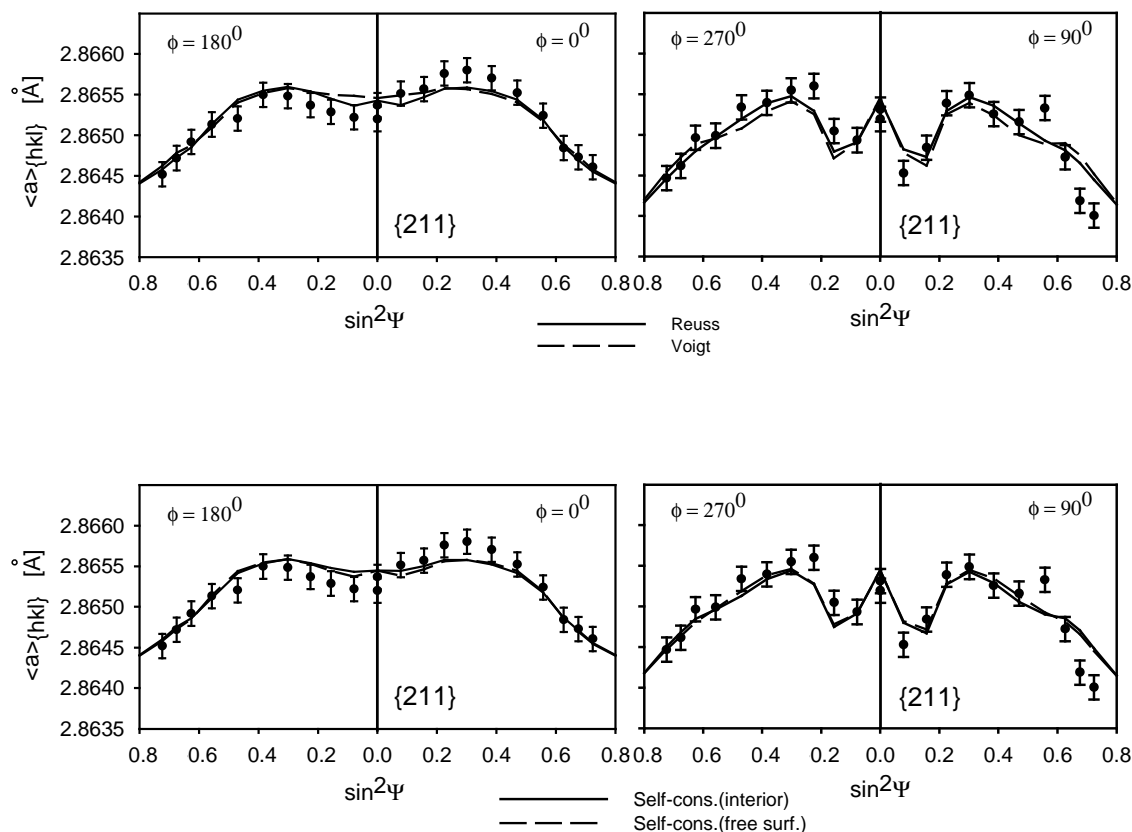 ϕ = 180⁰ ϕ = 0⁰ ϕ = 270⁰ ϕ = 90⁰
<a>{hkl} [Å]
2.8660
2.8655
2.8650
2.8645
2.8640
2.8635
{211} {211}
0.8 0.6 0.4 0.2 0.0 0.2 0.4 0.6 0.8 0.8 0.6 0.4 0.2 0.0 0.2 0.4 0.6 0.8
sin²Ψ sin²Ψ
Reuss
Voigt
ϕ = 180⁰ ϕ = 0⁰ ϕ = 270⁰ ϕ = 90⁰
<a>{hkl} [Å]
2.8660
2.8655
2.8650
2.8645
2.8640
2.8635
{211} {211}
0.8 0.6 0.4 0.2 0.0 0.2 0.4 0.6 0.8 0.8 0.6 0.4 0.2 0.0 0.2 0.4 0.6 0.8
sin²Ψ sin²Ψ
Self-cons.(interior)
Self-cons.(free surf.)